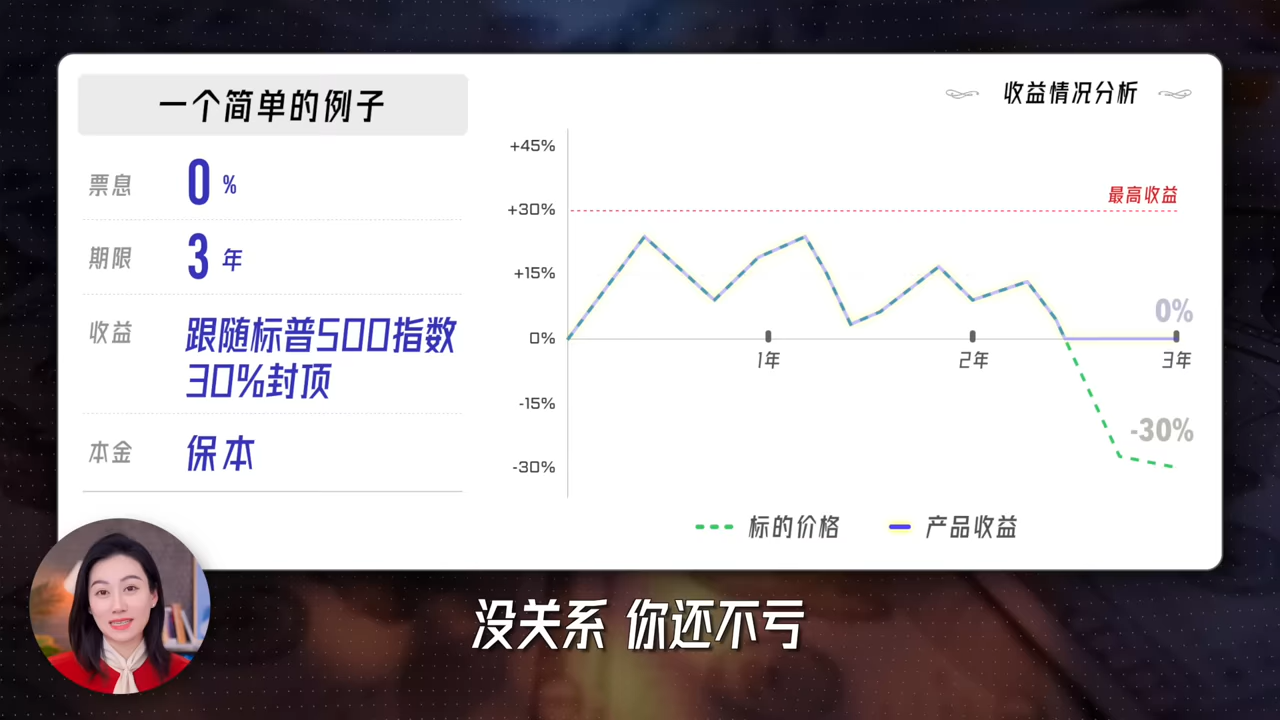 一个简单的例子
票息 0 %
期限 3 年
收益 跟随标普500指数
30%封顶
本金 保本
收益情况分析
+45%
+30%
+15%
0%
-15%
-30%
最高收益
0%
-30%
1年
2年
3年
标的价格
产品收益
没关系 你还不亏